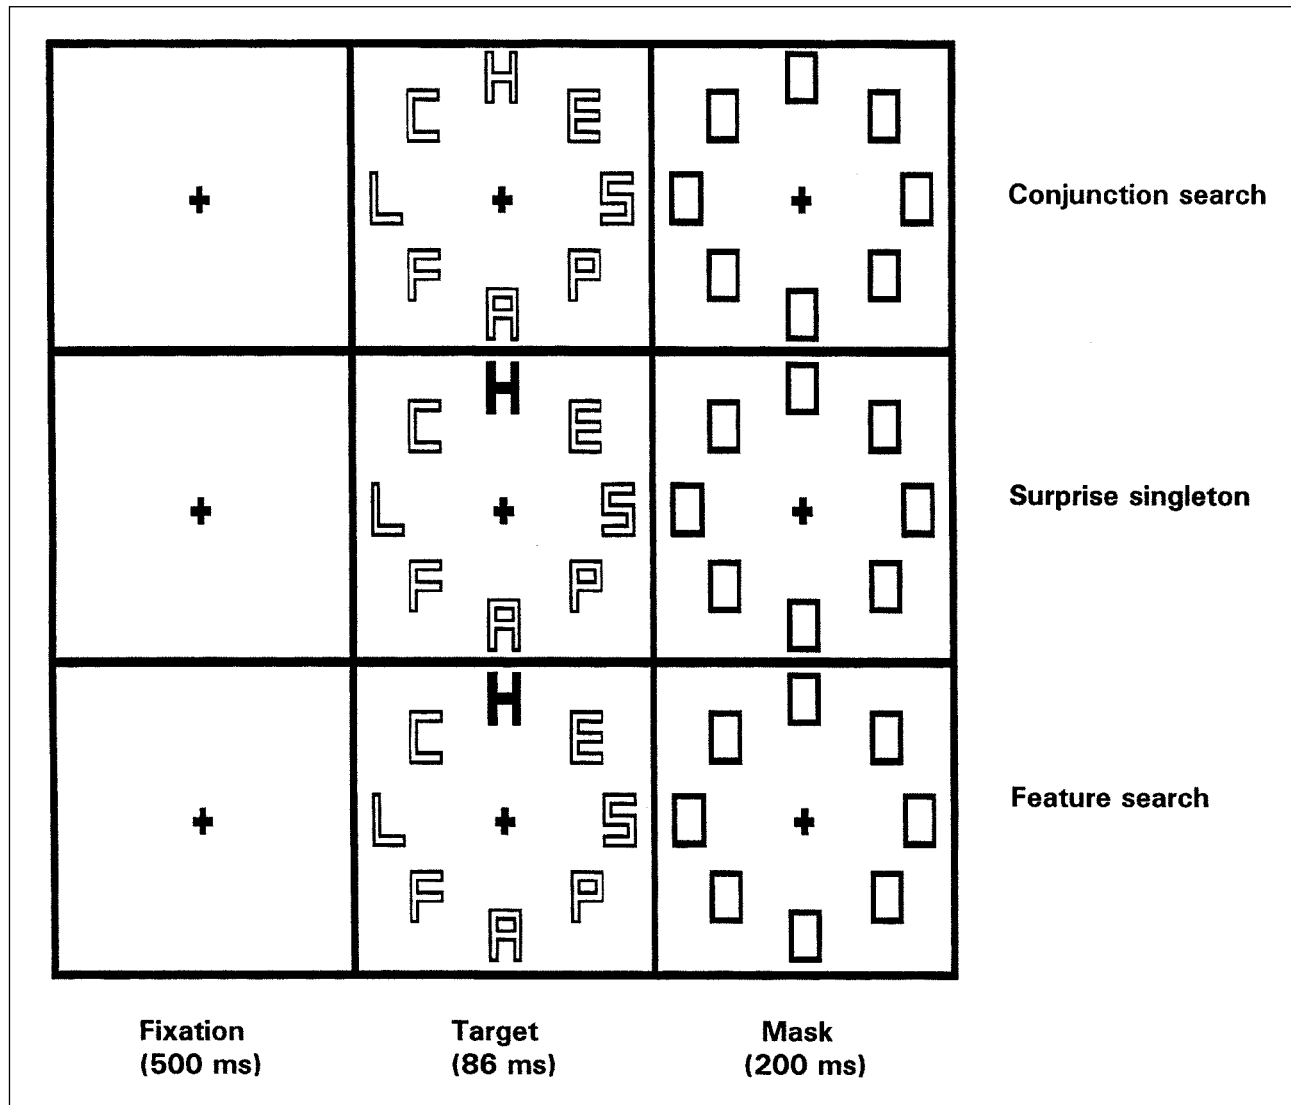 H
C E
L S
F P
A
Conjunction search
H
C E
L S
F P
A
Surprise singleton
H
C E
L S
F P
A
Feature search
Fixation
(500 ms)
Target
(86 ms)
Mask
(200 ms)